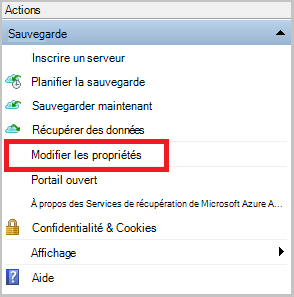 Actions
Sauvegarde
Inscrire un serveur
Planifier la sauvegarde
Sauvegarder maintenant
Récupérer des données
Modifier les propriétés
Portail ouvert
À propos des Services de récupération de Microsoft Azure A...
Confidentialité & Cookies
Affichage
Aide